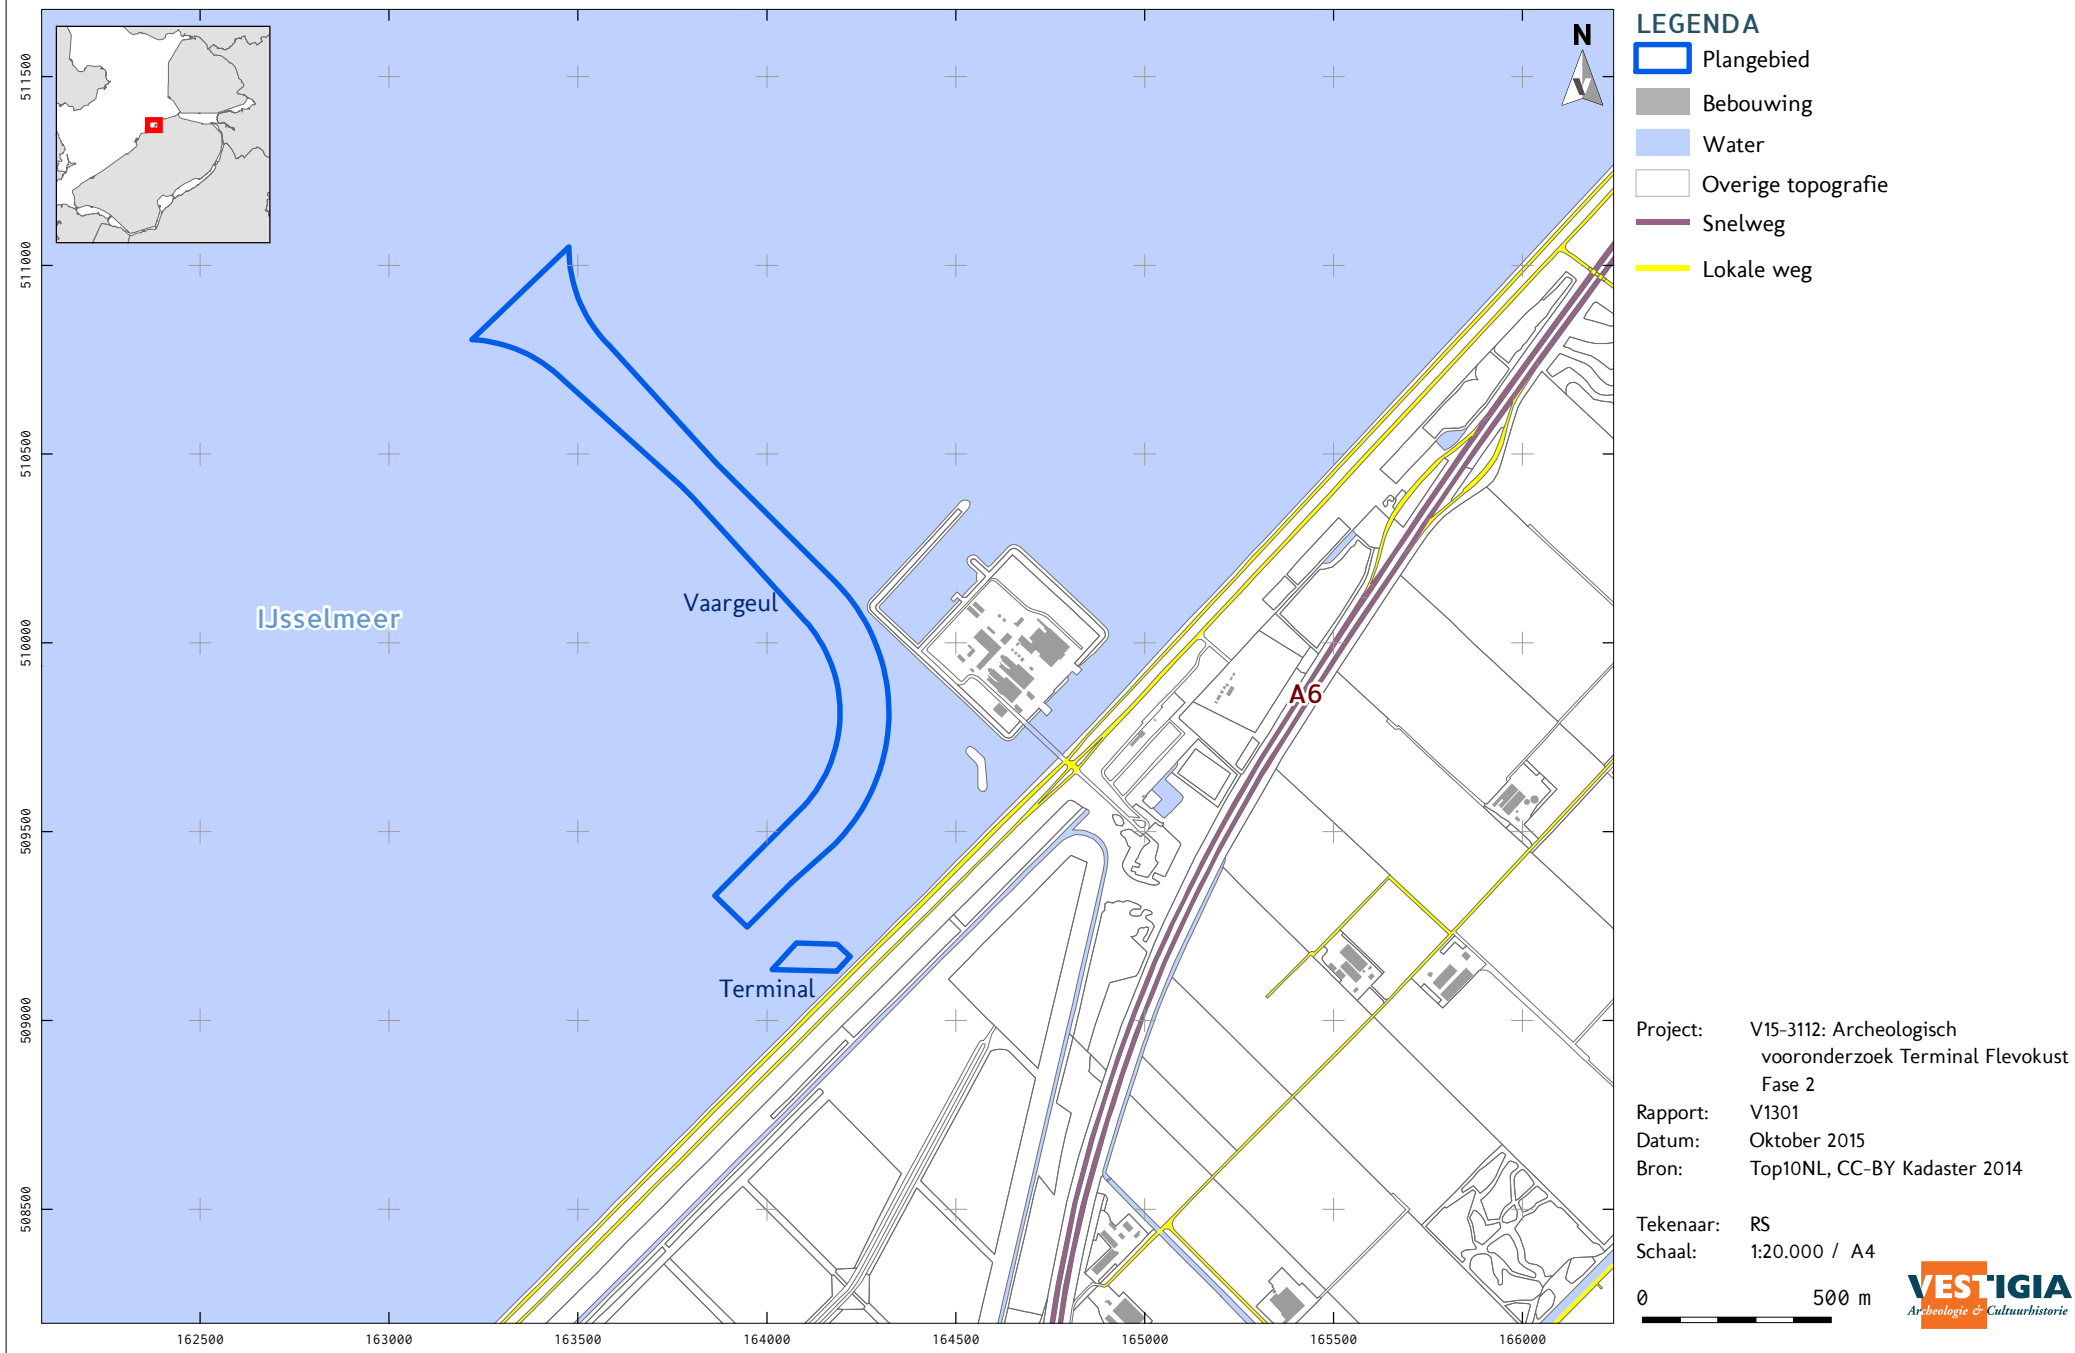 LEGENDA
Plangebied
Bebouwing
Water
Overige topografie
Snelweg
Lokale weg
N
511500
511000
510500
510000
509500
509000
508500
IJsselmeer
Vaargeul
Terminal
A6
162500 163000 163500 164000 164500 165000 165500 166000
Project: V15-3112: Archeologisch
vooronderzoek Terminal Flevokust
Fase 2
Rapport: V1301
Datum: Oktober 2015
Bron: Top10NL, CC-BY Kadaster 2014
Tekenaar: RS
Schaal: 1:20.000 / A4
0 500 m
VESTIGIA
Archeologie & Cultuurhistorie